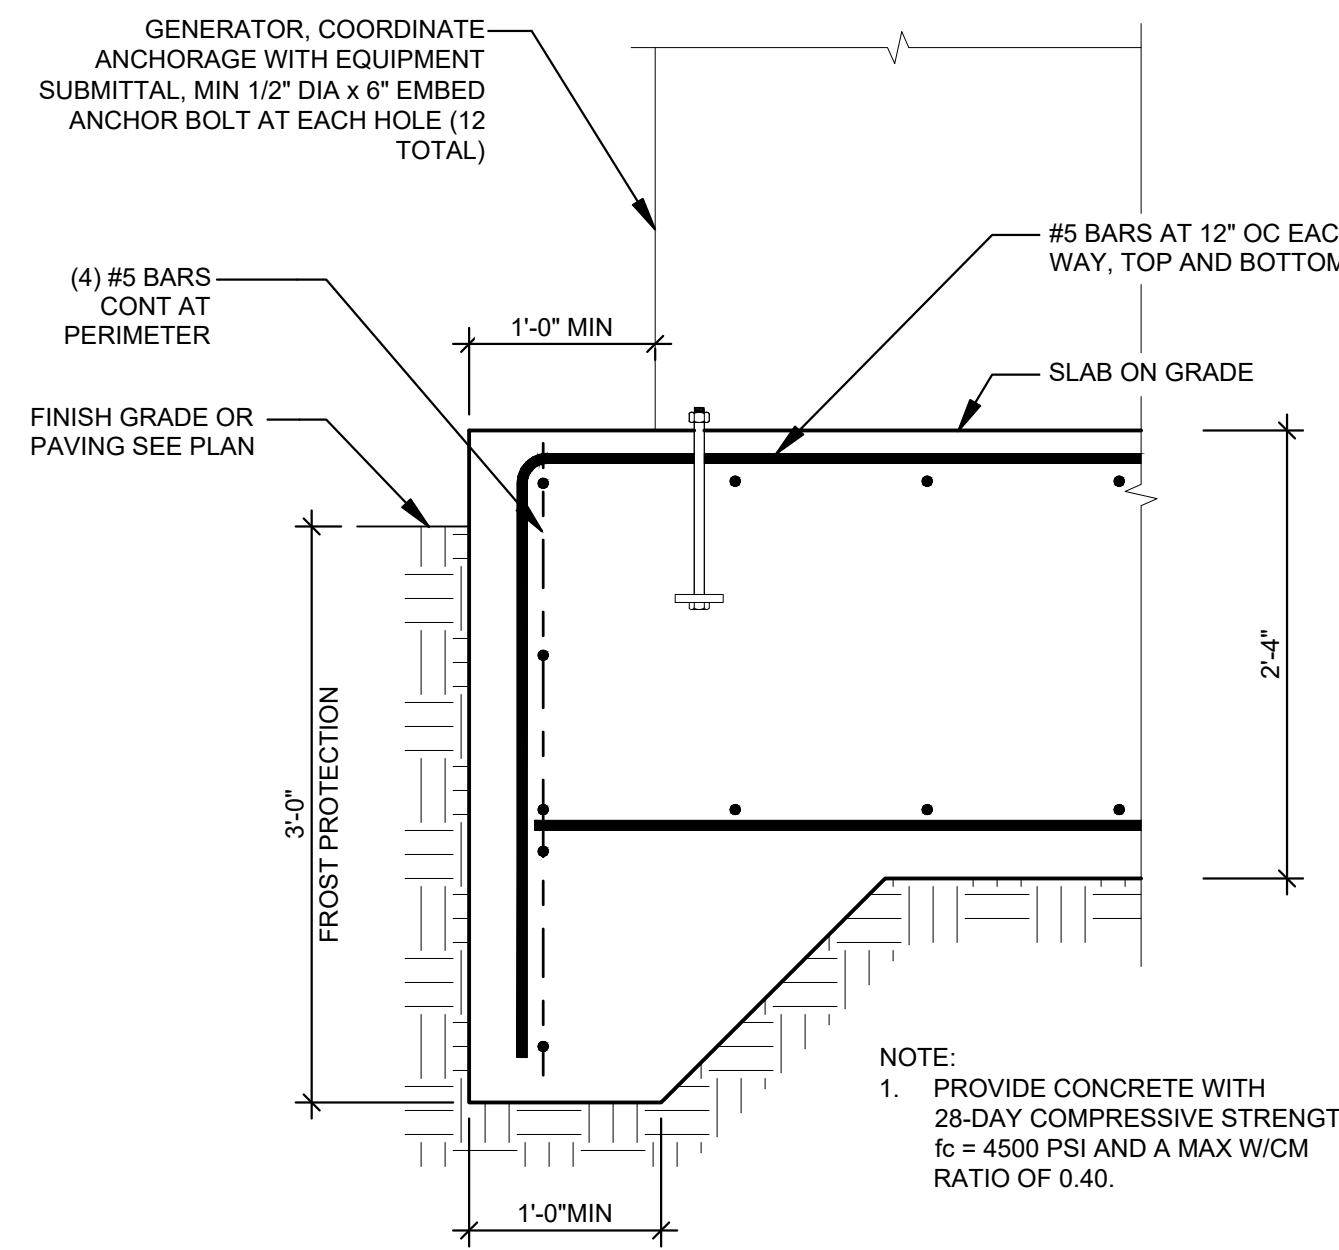 GENERATOR, COORDINATE
ANCHORAGE WITH EQUIPMENT
SUBMITTAL, MIN 1/2" DIA x 6" EMBED
ANCHOR BOLT AT EACH HOLE (12
TOTAL)
#5 BARS AT 12" OC EAC
WAY, TOP AND BOTTOM
(4) #5 BARS
CONT AT
PERIMETER
1'-0" MIN
SLAB ON GRADE
FINISH GRADE OR
PAVING SEE PLAN
2'-4"
3'-0"
FROST PROTECTION
NOTE:
1. PROVIDE CONCRETE WITH
28-DAY COMPRESSIVE STRENGT
fc = 4500 PSI AND A MAX W/CM
RATIO OF 0.40.
1'-0"MIN